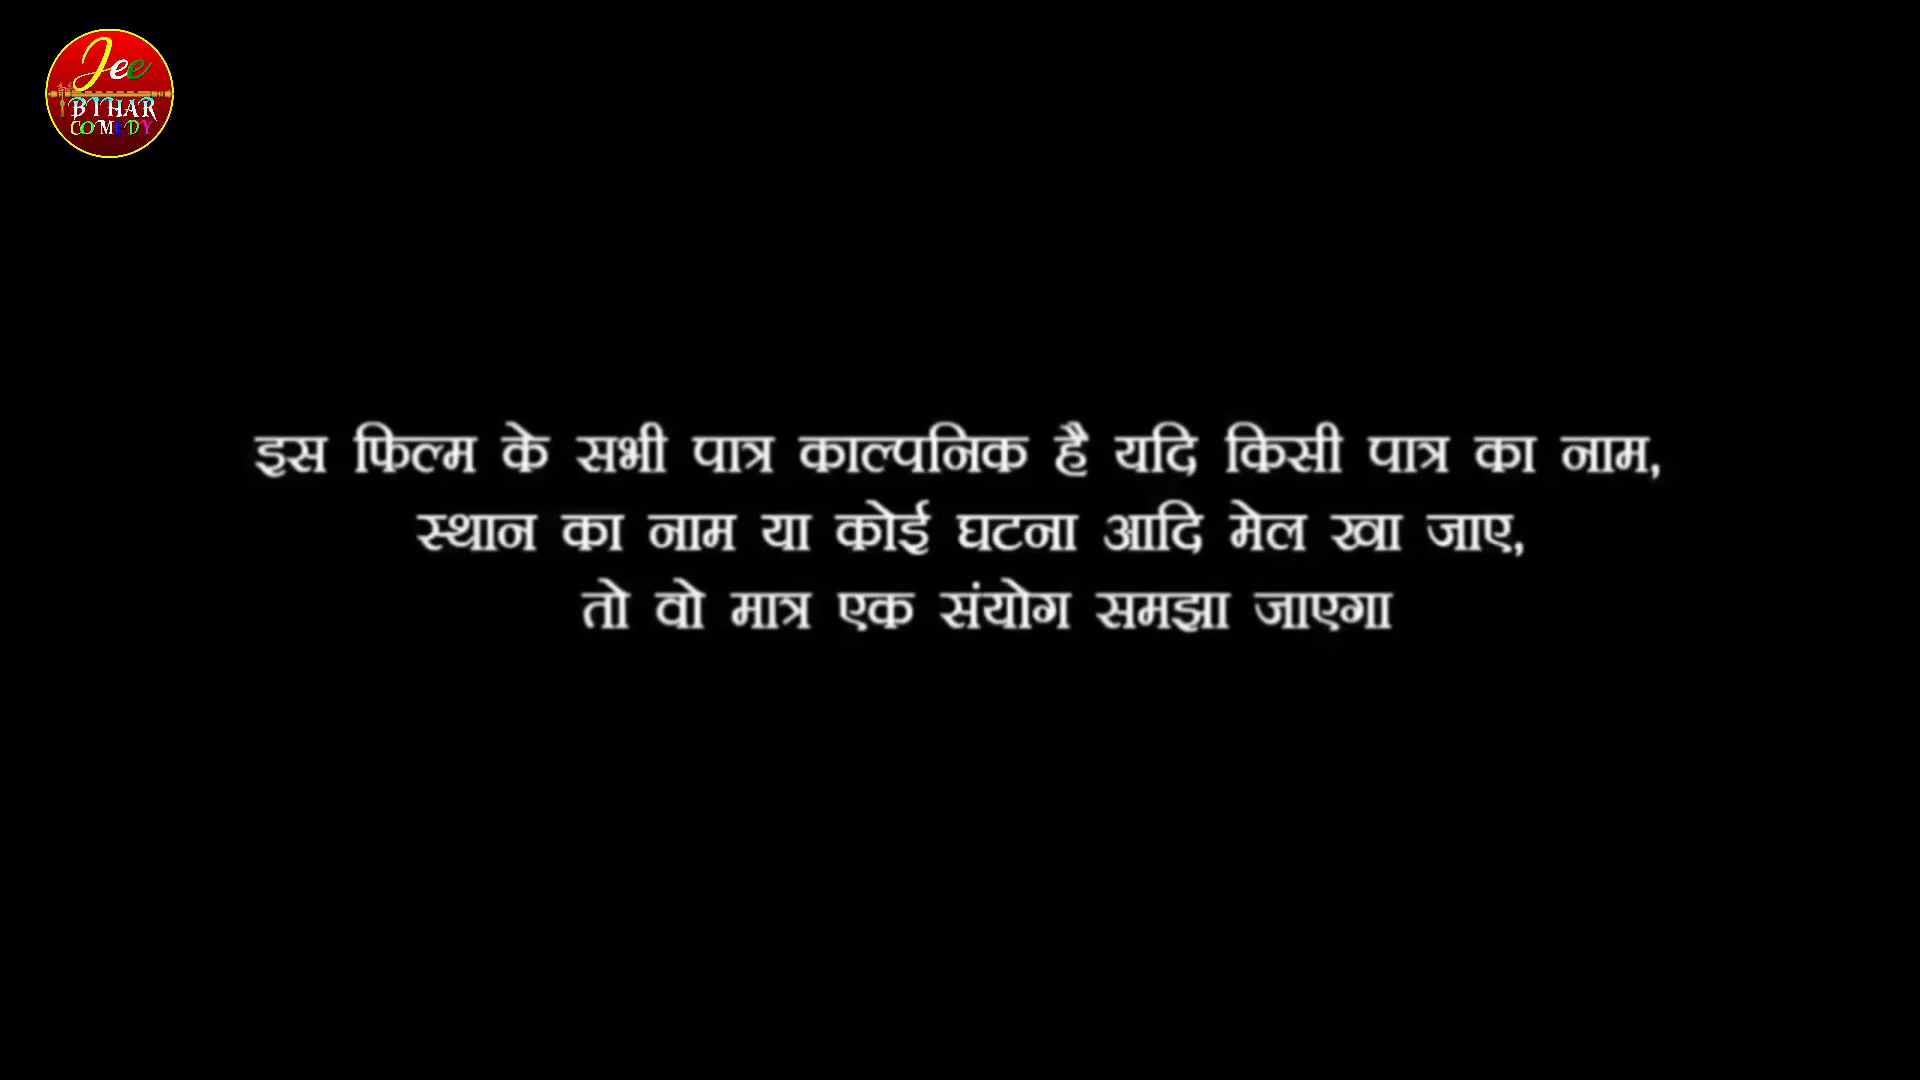 Jee
BIHAR
COMEDY
इस फिल्म के सभी पात्र काल्पनिक है यदि किसी पात्र का नाम,
स्थान का नाम या कोई घटना आदि मेल खा जाए,
तो वो मात्र एक संयोग समझा जाएगा